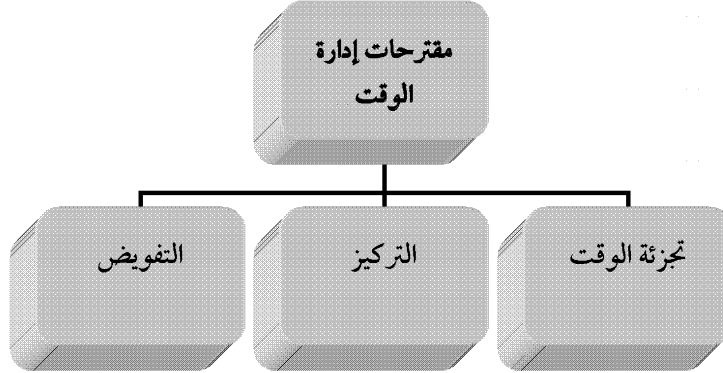 مقترحات إدارة
الوقت
تجزئة الوقت
التركيز
التفويض